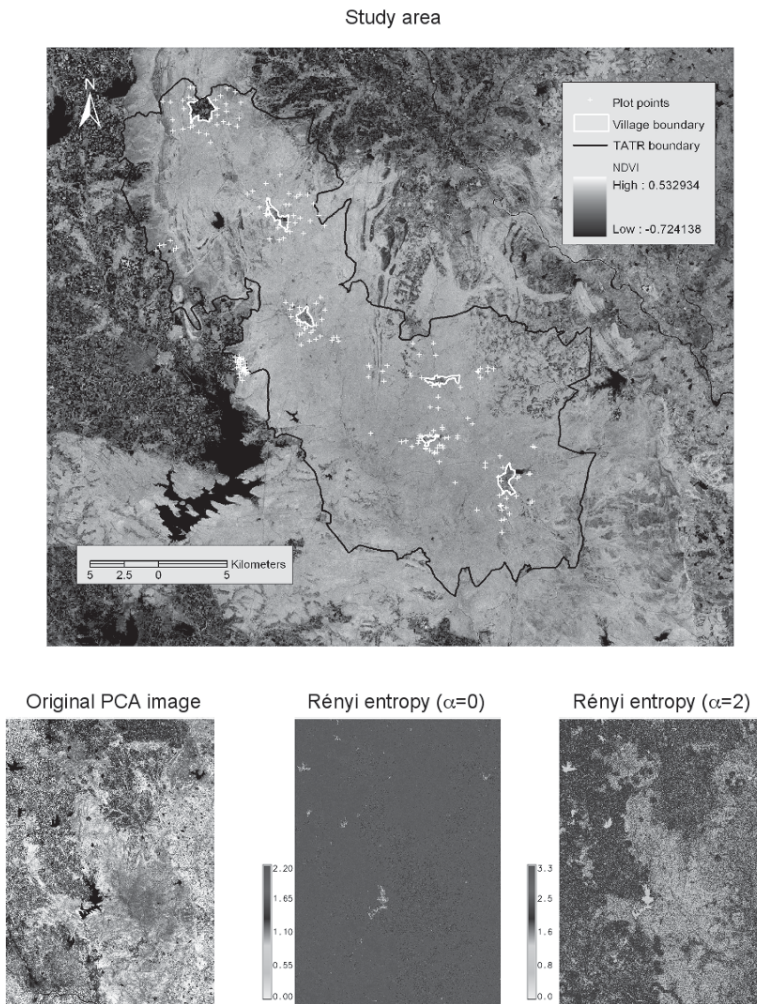 Study area
N
Plot points
Village boundary
TATR boundary
NDVI
High : 0.532934
Low : -0.724138
Kilometers
5 2.5 0 5
Original PCA image
Rényi entropy (α=0)
Rényi entropy (α=2)
2.20
1.65
1.10
0.55
0.00
3.3
2.5
1.6
0.8
0.0